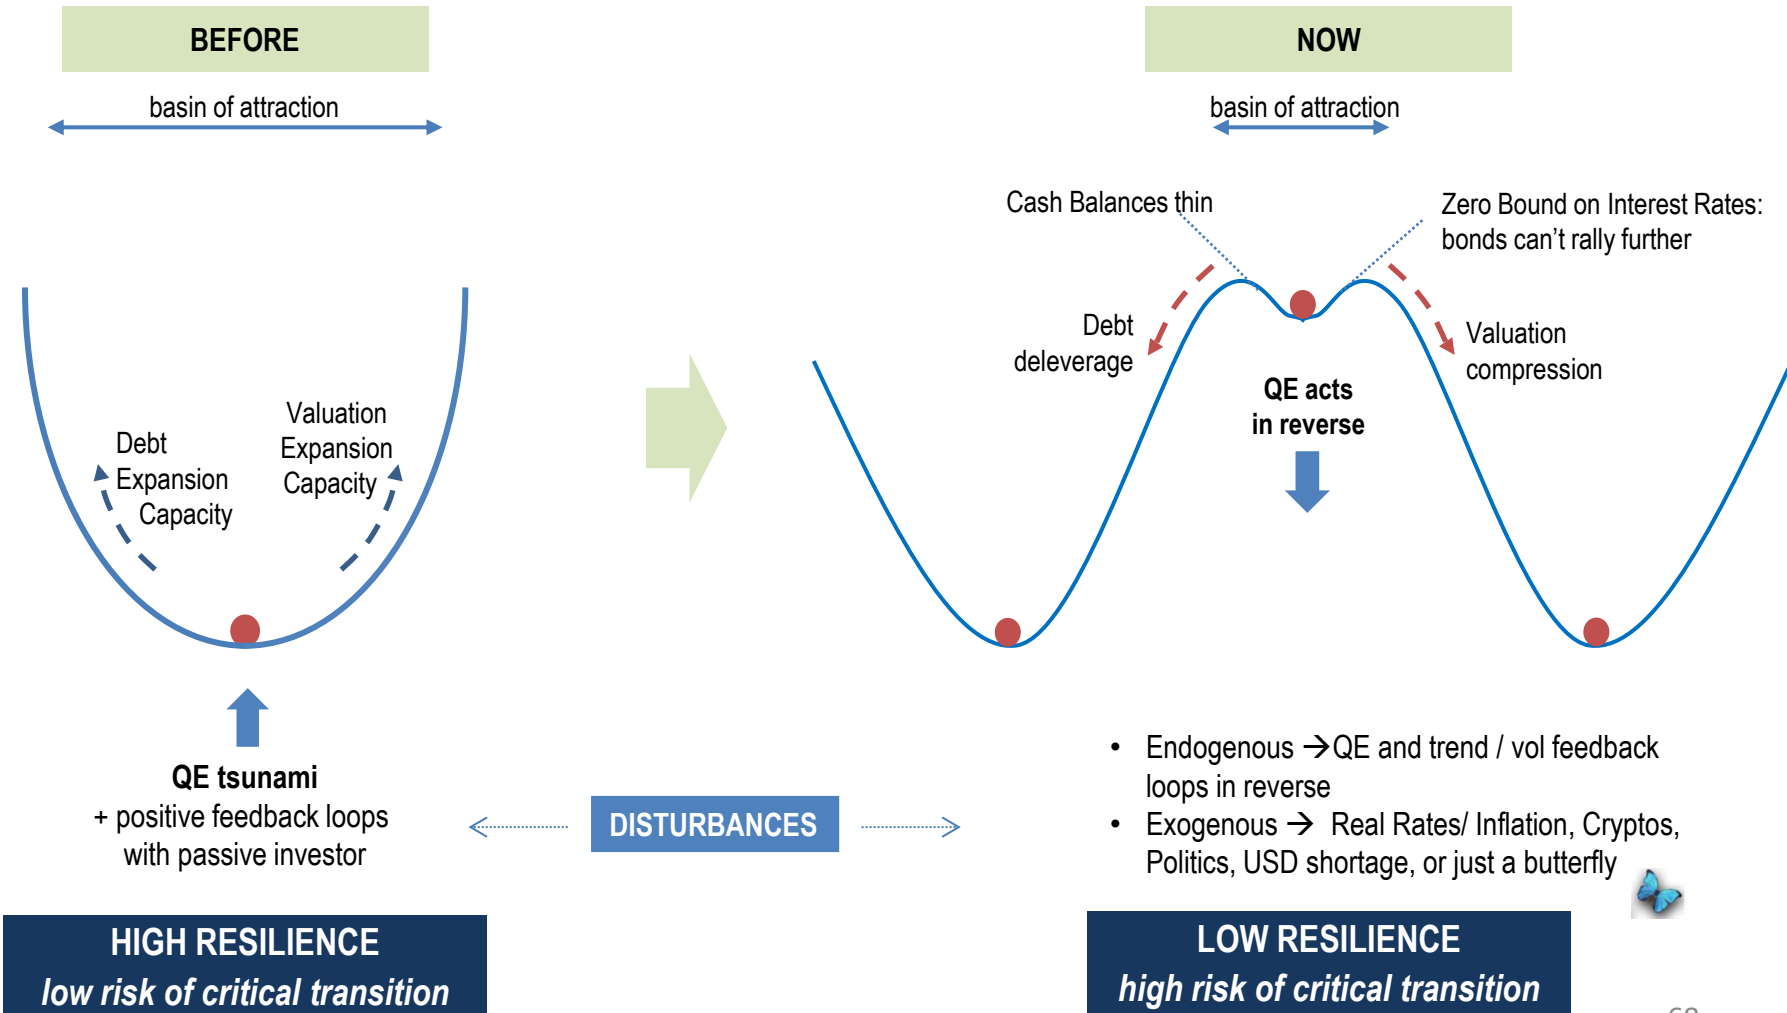 BEFORE
basin of attraction
Debt
Expansion
Capacity
Valuation
Expansion
Capacity
QE tsunami
+ positive feedback loops
with passive investor
HIGH RESILIENCE
low risk of critical transition
DISTURBANCES
NOW
basin of attraction
Cash Balances thin
Zero Bound on Interest Rates:
bonds can’t rally further
Debt
deleverage
Valuation
compression
QE acts
in reverse
• Endogenous → QE and trend / vol feedback
loops in reverse
• Exogenous → Real Rates/ Inflation, Cryptos,
Politics, USD shortage, or just a butterfly
LOW RESILIENCE
high risk of critical transition